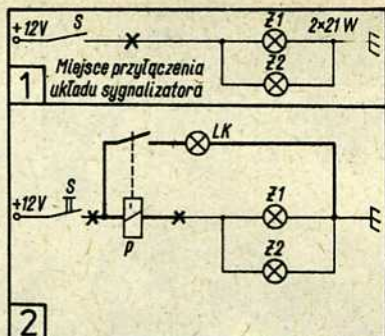 +12V S Ż1 2×21 W
Ż2
1 Miejsce przyłączenia
układu sygnalizatora
LK
+12V S Ż1
P Ż2
2